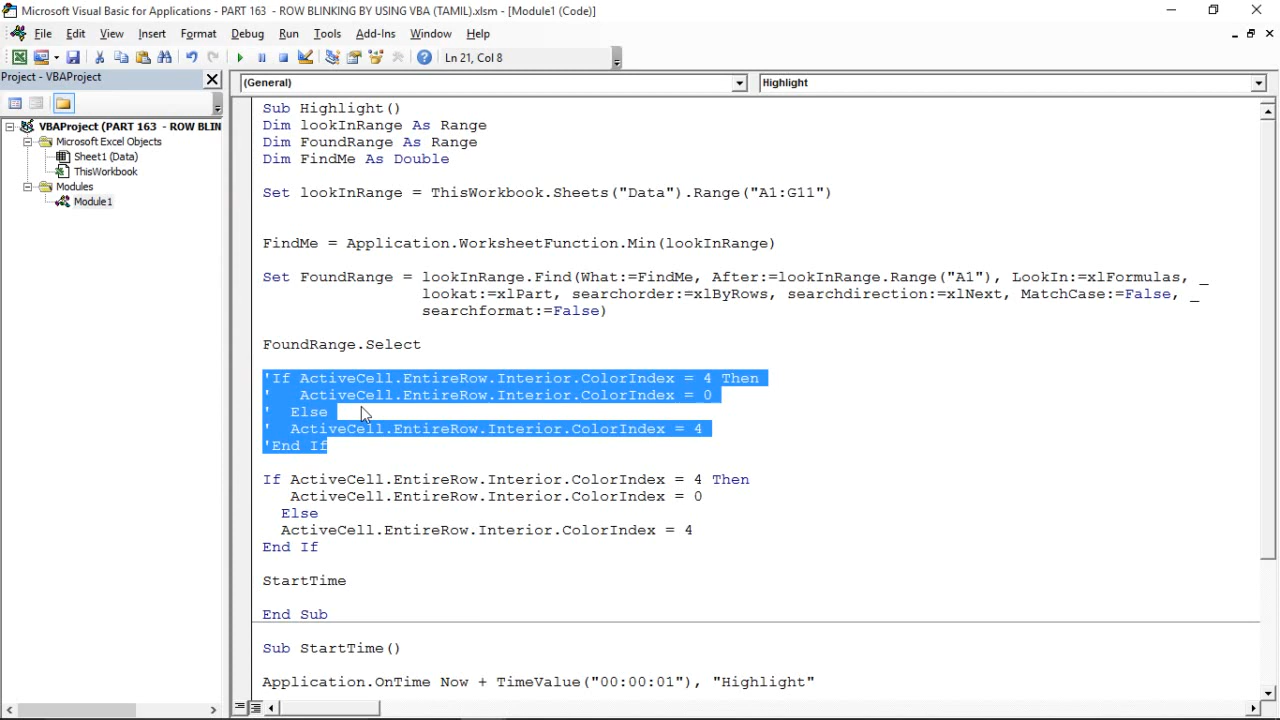 Microsoft Visual Basic for Applications - PART 163  - ROW BLINKING BY USING VBA (TAMIL).xlsm - [Module1 (Code)]
File Edit View Insert Format Debug Run Tools Add-Ins Window Help
Ln 21, Col 8
Project - VBAProject
(General) Highlight
VBAProject (PART 163  - ROW BLIN
Microsoft Excel Objects
Sheet1 (Data)
ThisWorkbook
Modules
Module1
Sub Highlight()
Dim lookInRange As Range
Dim FoundRange As Range
Dim FindMe As Double
Set lookInRange = ThisWorkbook.Sheets("Data").Range("A1:G11")
FindMe = Application.WorksheetFunction.Min(lookInRange)
Set FoundRange = lookInRange.Find(What:=FindMe, After:=lookInRange.Range("A1"), LookIn:=xlFormulas, _
lookat:=xlPart, searchorder:=xlByRows, searchdirection:=xlNext, MatchCase:=False, _
searchformat:=False)
FoundRange.Select
'If ActiveCell.EntireRow.Interior.ColorIndex = 4 Then
'   ActiveCell.EntireRow.Interior.ColorIndex = 0
'  Else
'  ActiveCell.EntireRow.Interior.ColorIndex = 4
'End If
If ActiveCell.EntireRow.Interior.ColorIndex = 4 Then
ActiveCell.EntireRow.Interior.ColorIndex = 0
Else
ActiveCell.EntireRow.Interior.ColorIndex = 4
End If
StartTime
End Sub
Sub StartTime()
Application.OnTime Now + TimeValue("00:00:01"), "Highlight"